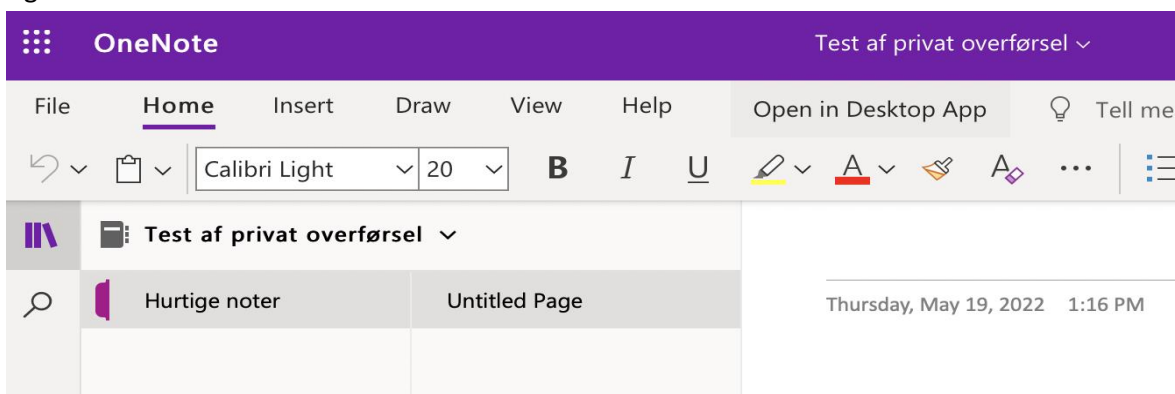 OneNote Test af privat overførsel
File Home Insert Draw View Help Open in Desktop App Tell me
Calibri Light 20 B I U A A
Test af privat overførsel
Hurtige noter Untitled Page
Thursday, May 19, 2022 1:16 PM